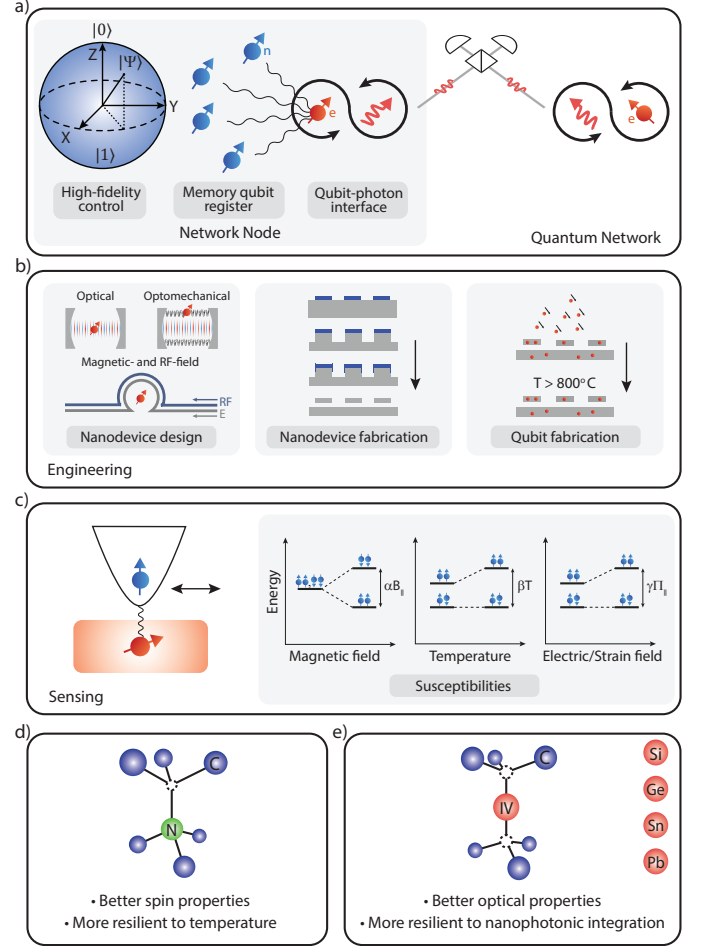 a)
|0⟩
Z
|Ψ⟩
Y
X
|1⟩
n
e
e
High-fidelity
control
Memory qubit
register
Qubit-photon
interface
Network Node
Quantum Network
b)
Optical
Optomechanical
Magnetic- and RF-field
RF
E
Nanodevice design
Nanodevice fabrication
T > 800°C
Qubit fabrication
Engineering
c)
Energy
αB∥
βT
γΠ∥
Magnetic field
Temperature
Electric/Strain field
Susceptibilities
Sensing
d)
C
N
• Better spin properties
• More resilient to temperature
e)
C
IV
Si
Ge
Sn
Pb
• Better optical properties
• More resilient to nanophotonic integration